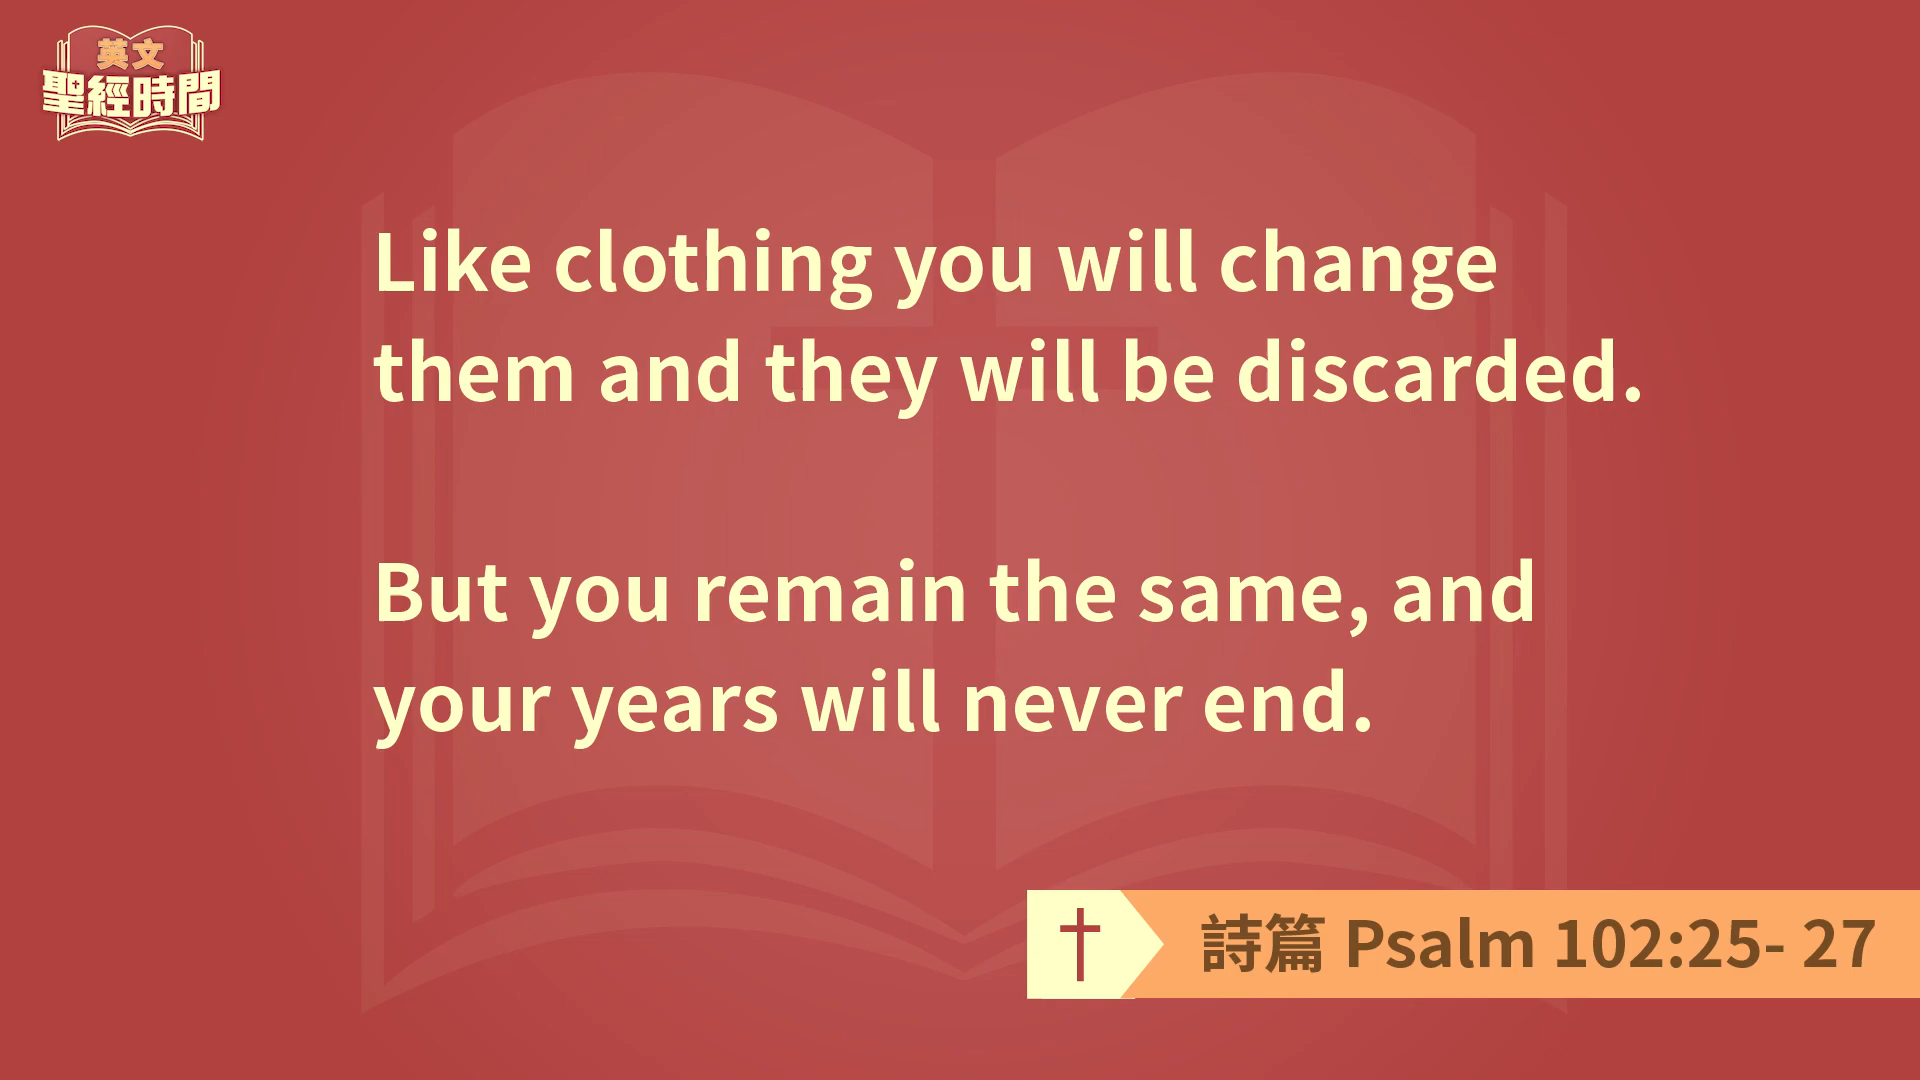 英文
聖經時間
Like clothing you will change
them and they will be discarded.
But you remain the same, and
your years will never end.
詩篇 Psalm 102:25- 27